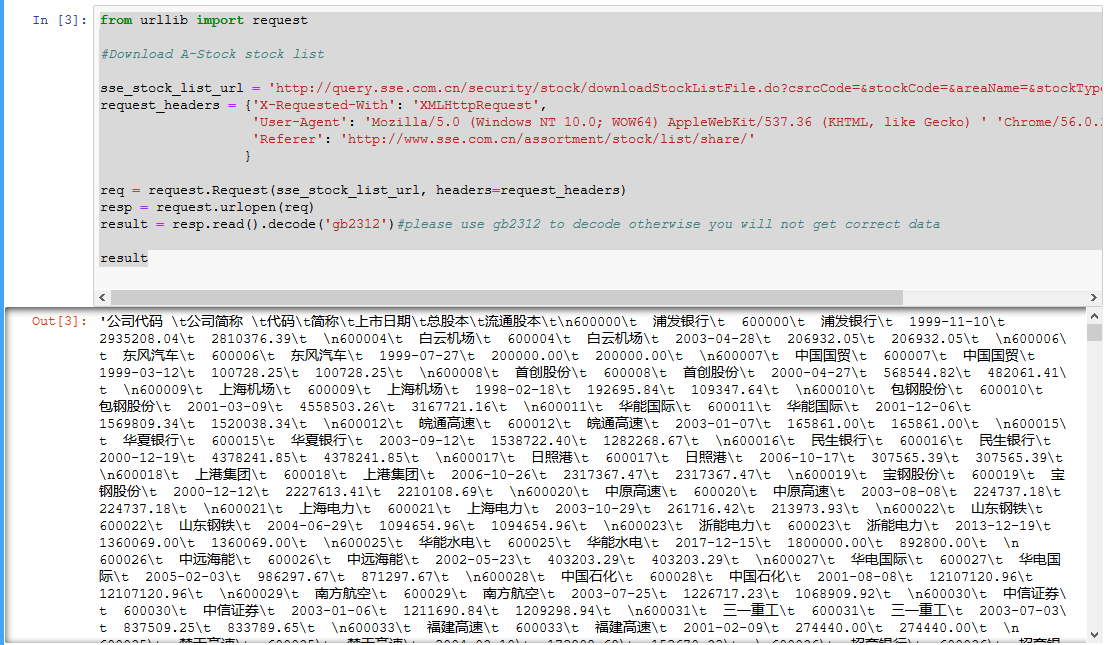 In [3]: from urllib import request
#Download A-Stock stock list
sse_stock_list_url = 'http://query.sse.com.cn/security/stock/downloadStockListFile.do?csrcCode=&stockCode=&areaName=&stockType
request_headers = {'X-Requested-With': 'XMLHttpRequest',
'User-Agent': 'Mozilla/5.0 (Windows NT 10.0; WOW64) AppleWebKit/537.36 (KHTML, like Gecko) ' 'Chrome/56.0.
'Referer': 'http://www.sse.com.cn/assortment/stock/list/share/'
}
req = request.Request(sse_stock_list_url, headers=request_headers)
resp = request.urlopen(req)
result = resp.read().decode('gb2312')#please use gb2312 to decode otherwise you will not get correct data
result
Out[3]: '公司代码 \t公司简称 \t代码\t简称\t上市日期\t总股本\t流通股本\t\n600000\t 浦发银行\t 600000\t 浦发银行\t 1999-11-10\t
2935208.04\t 2810376.39\t \n600004\t 白云机场\t 600004\t 白云机场\t 2003-04-28\t 206932.05\t 206932.05\t \n600006\
t 东风汽车\t 600006\t 东风汽车\t 1999-07-27\t 200000.00\t 200000.00\t \n600007\t 中国国贸\t 600007\t 中国国贸\t
1999-03-12\t 100728.25\t 100728.25\t \n600008\t 首创股份\t 600008\t 首创股份\t 2000-04-27\t 568544.82\t 482061.41\
t \n600009\t 上海机场\t 600009\t 上海机场\t 1998-02-18\t 192695.84\t 109347.64\t \n600010\t 包钢股份\t 600010\t
包钢股份\t 2001-03-09\t 4558503.26\t 3167721.16\t \n600011\t 华能国际\t 600011\t 华能国际\t 2001-12-06\t
1569809.34\t 1520038.34\t \n600012\t 皖通高速\t 600012\t 皖通高速\t 2003-01-07\t 165861.00\t 165861.00\t \n600015\
t 华夏银行\t 600015\t 华夏银行\t 2003-09-12\t 1538722.40\t 1282268.67\t \n600016\t 民生银行\t 600016\t 民生银行\t
2000-12-19\t 4378241.85\t 4378241.85\t \n600017\t 日照港\t 600017\t 日照港\t 2006-10-17\t 307565.39\t 307565.39\t
\n600018\t 上港集团\t 600018\t 上港集团\t 2006-10-26\t 2317367.47\t 2317367.47\t \n600019\t 宝钢股份\t 600019\t 宝
钢股份\t 2000-12-12\t 2227613.41\t 2210108.69\t \n600020\t 中原高速\t 600020\t 中原高速\t 2003-08-08\t 224737.18\t
224737.18\t \n600021\t 上海电力\t 600021\t 上海电力\t 2003-10-29\t 261716.42\t 213973.93\t \n600022\t 山东钢铁\t
600022\t 山东钢铁\t 2004-06-29\t 1094654.96\t 1094654.96\t \n600023\t 浙能电力\t 600023\t 浙能电力\t 2013-12-19\t
1360069.00\t 1360069.00\t \n600025\t 华能水电\t 600025\t 华能水电\t 2017-12-15\t 1800000.00\t 892800.00\t \n
600026\t 中远海能\t 600026\t 中远海能\t 2002-05-23\t 403203.29\t 403203.29\t \n600027\t 华电国际\t 600027\t 华电国
际\t 2005-02-03\t 986297.67\t 871297.67\t \n600028\t 中国石化\t 600028\t 中国石化\t 2001-08-08\t 12107120.96\t
12107120.96\t \n600029\t 南方航空\t 600029\t 南方航空\t 2003-07-25\t 1226717.23\t 1068909.92\t \n600030\t 中信证券\
t 600030\t 中信证券\t 2003-01-06\t 1211690.84\t 1209298.94\t \n600031\t 三一重工\t 600031\t 三一重工\t 2003-07-03\
t 837509.25\t 833789.65\t \n600033\t 福建高速\t 600033\t 福建高速\t 2001-02-09\t 274440.00\t 274440.00\t \n